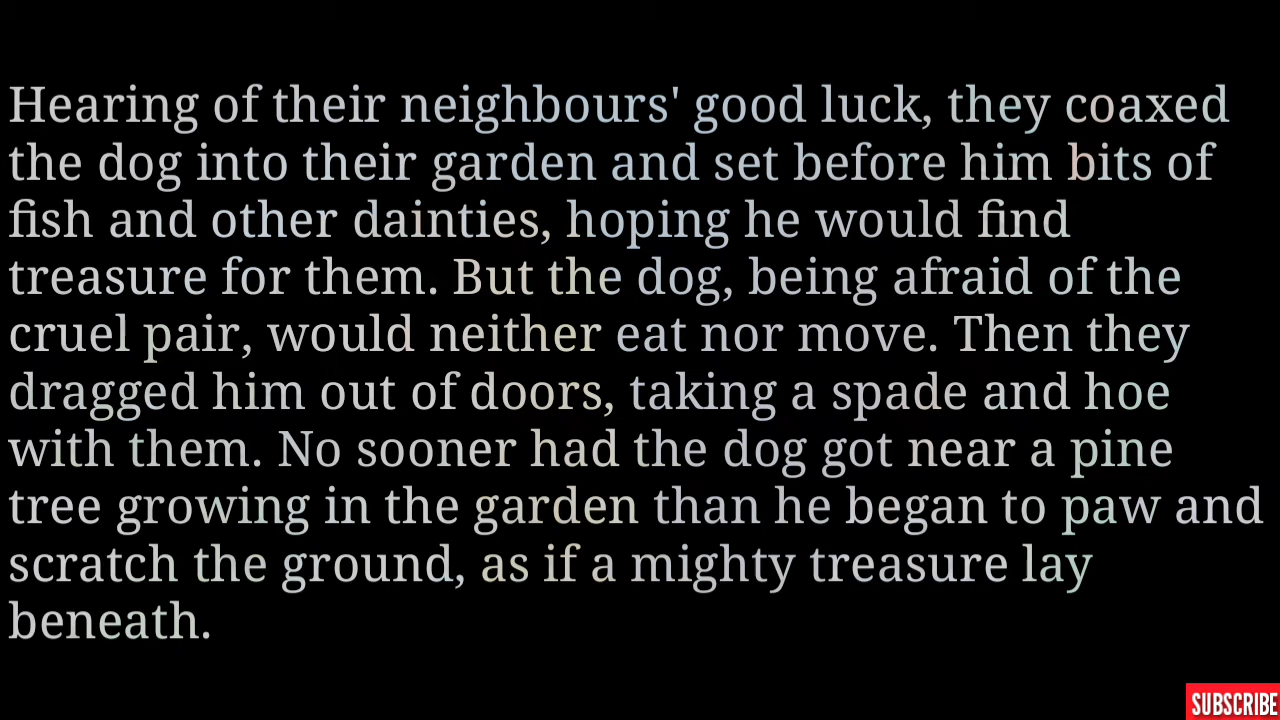 Hearing of their neighbours' good luck, they coaxed
the dog into their garden and set before him bits of
fish and other dainties, hoping he would find
treasure for them. But the dog, being afraid of the
cruel pair, would neither eat nor move. Then they
dragged him out of doors, taking a spade and hoe
with them. No sooner had the dog got near a pine
tree growing in the garden than he began to paw and
scratch the ground, as if a mighty treasure lay
beneath.
SUBSCRIBE